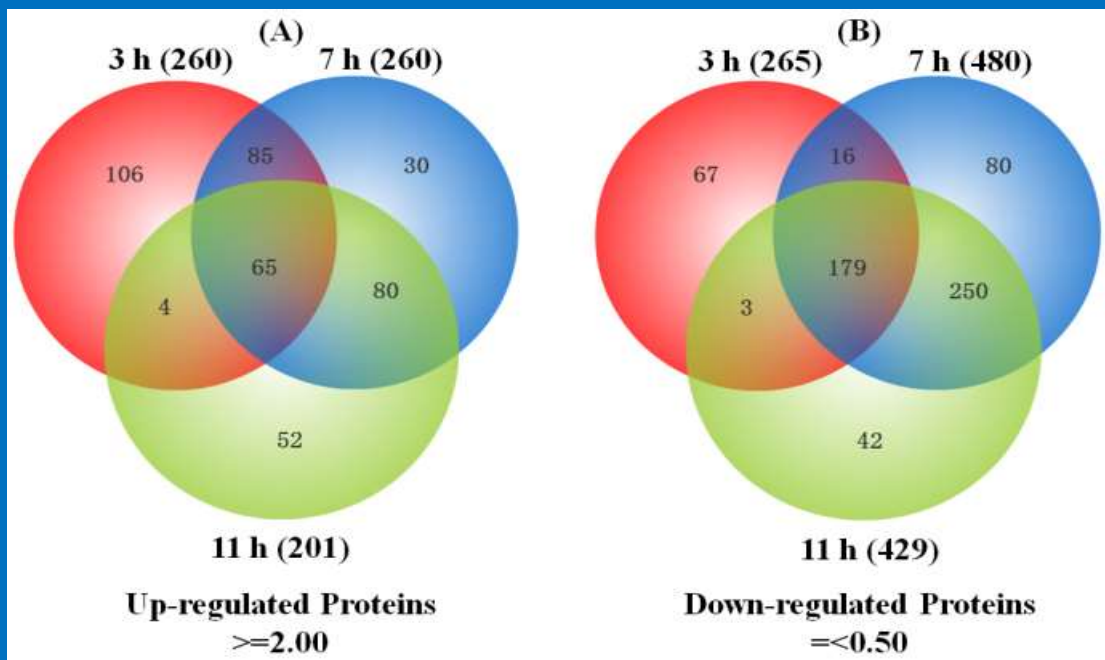 (A)
3 h (260)
7 h (260)
106
85
30
65
4
80
52
11 h (201)
Up-regulated Proteins
>=2.00
(B)
3 h (265)
7 h (480)
67
16
80
179
3
250
42
11 h (429)
Down-regulated Proteins
=<0.50